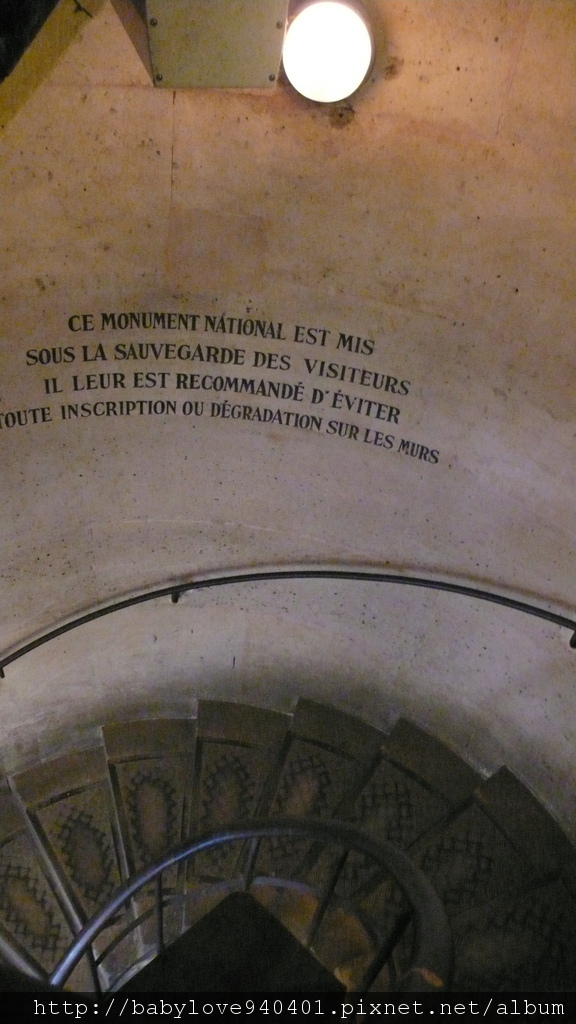 CE MONUMENT NATIONAL EST MIS
SOUS LA SAUVEGARDE DES VISITEURS
IL LEUR EST RECOMMANDÉ D'ÉVITER
TOUTE INSCRIPTION OU DÉGRADATION SUR LES MURS
http://babylove940401.pixnet.net/album